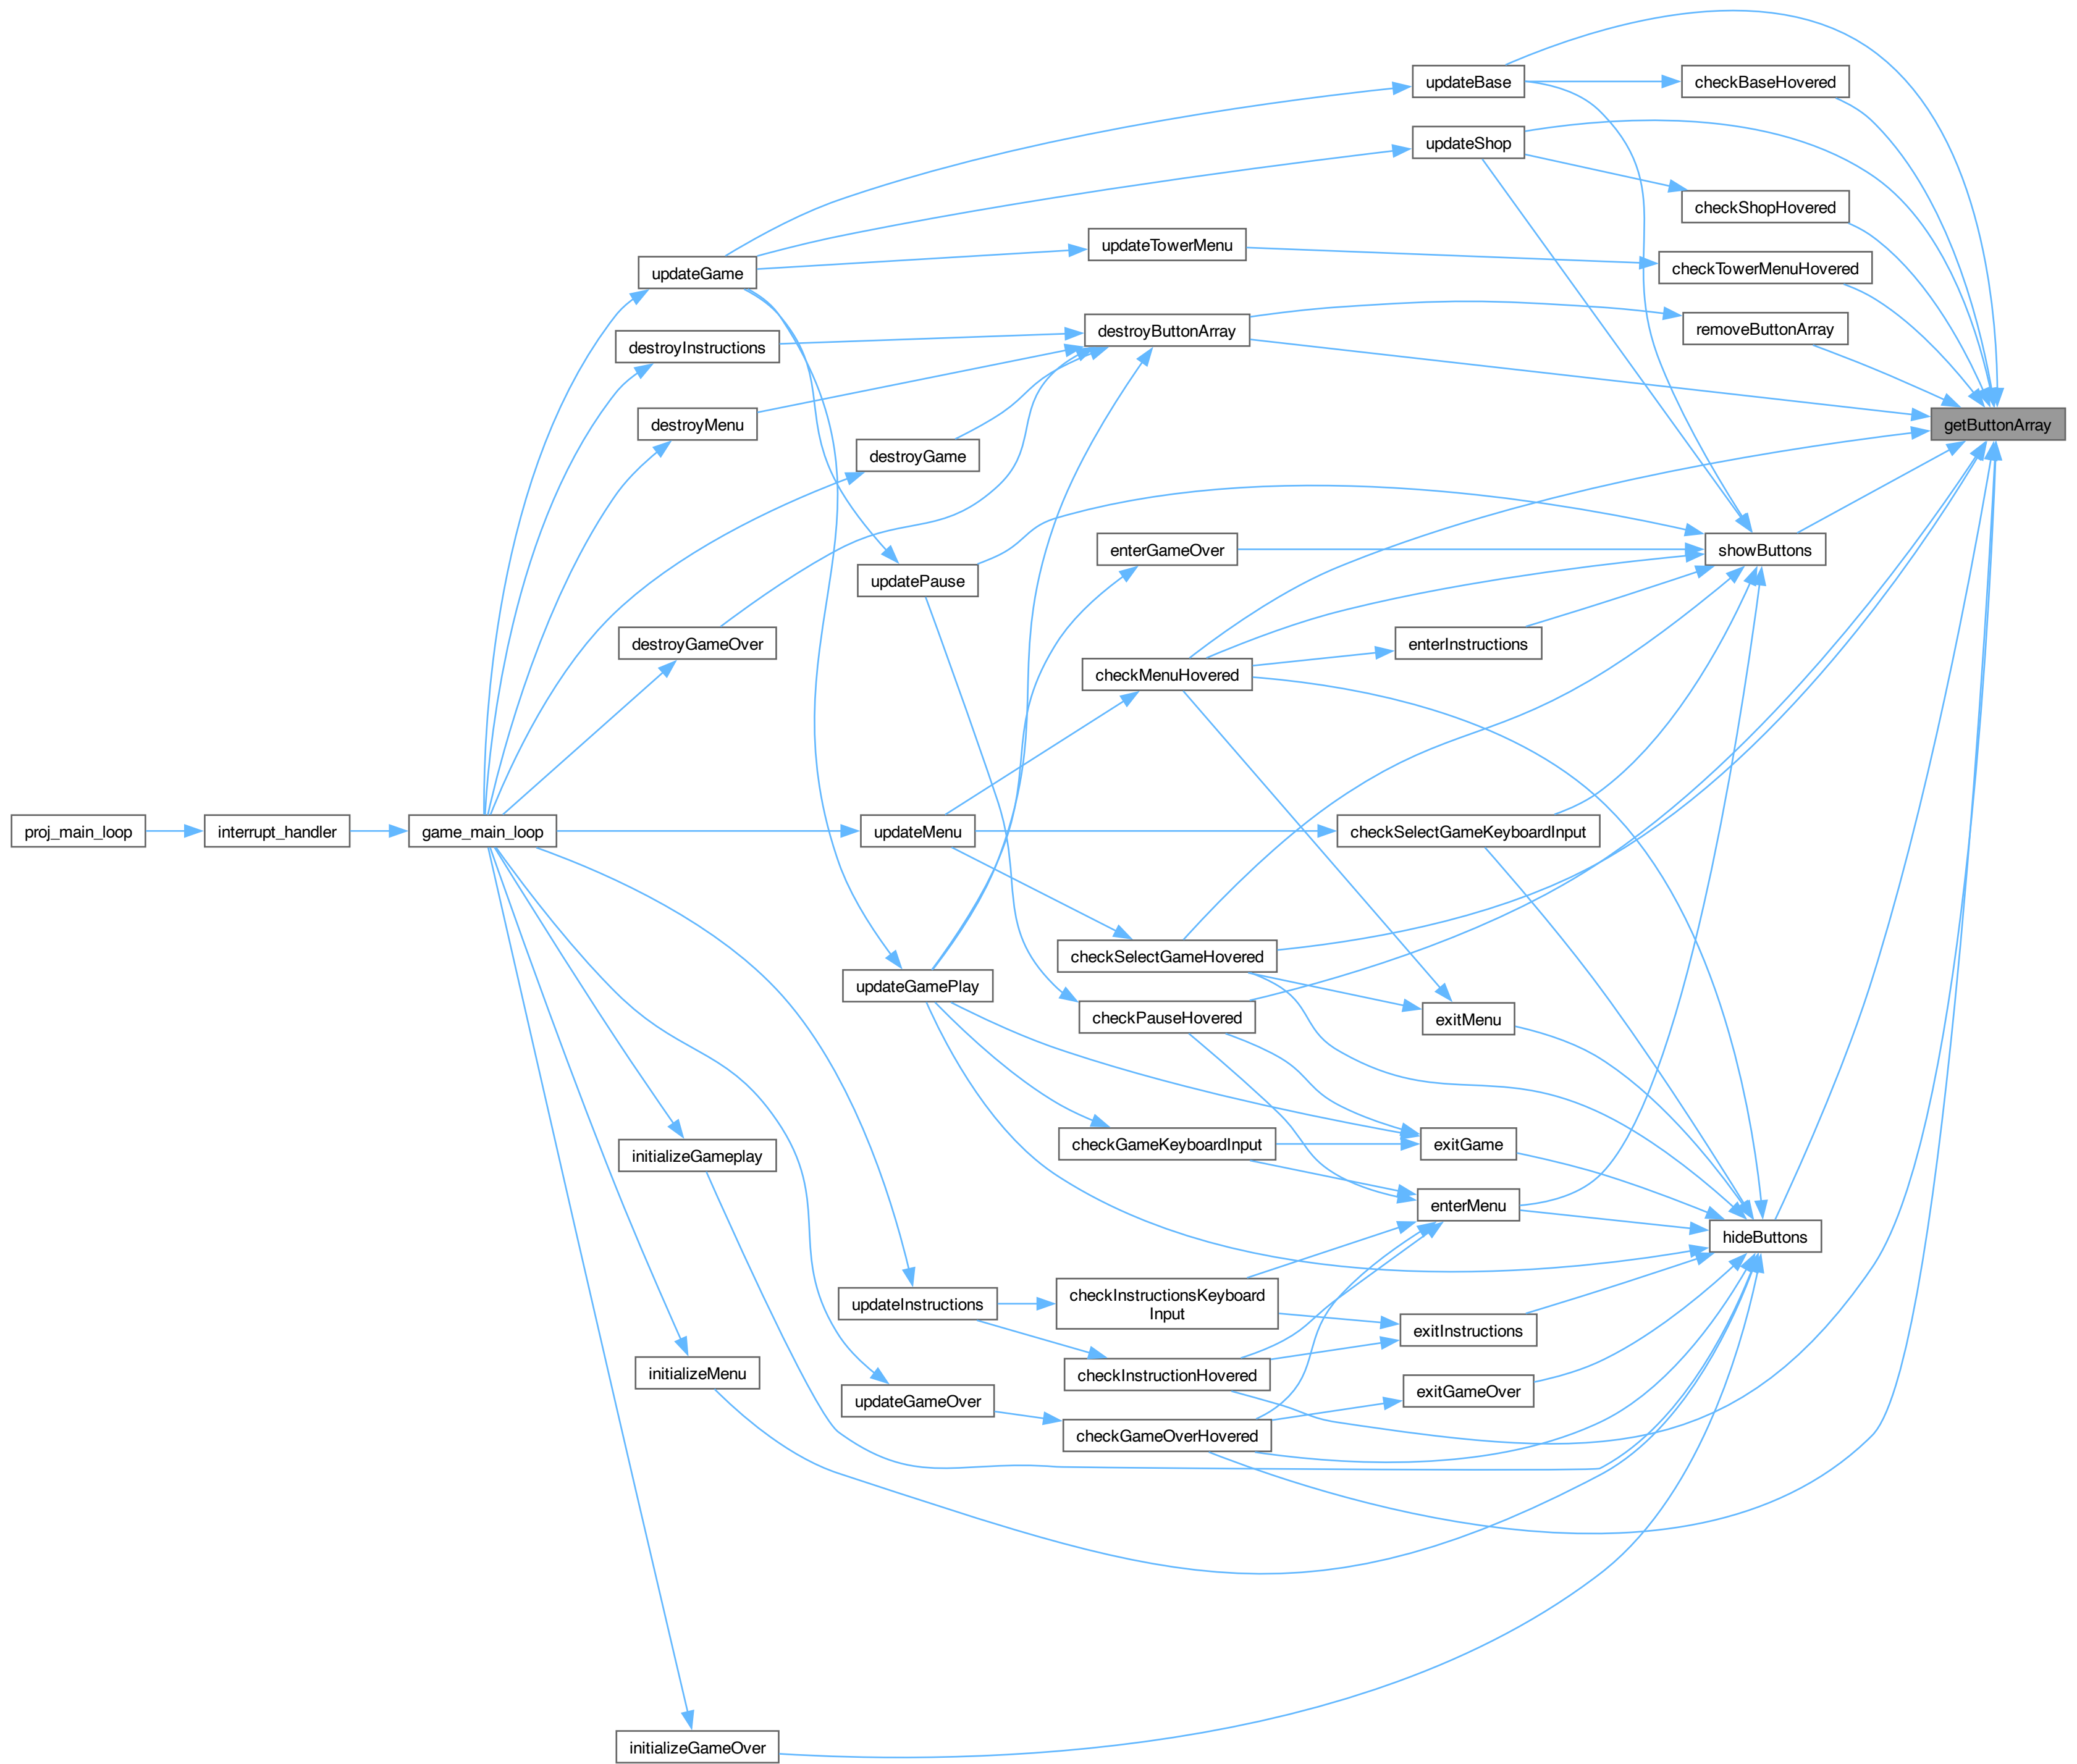 updateBase
checkBaseHovered
updateShop
checkShopHovered
updateTowerMenu
checkTowerMenuHovered
updateGame
destroyButtonArray
removeButtonArray
destroyInstructions
destroyMenu
getButtonArray
destroyGame
enterGameOver
showButtons
updatePause
destroyGameOver
enterInstructions
checkMenuHovered
proj_main_loop
interrupt_handler
game_main_loop
updateMenu
checkSelectGameKeyboardInput
checkSelectGameHovered
updateGamePlay
checkPauseHovered
exitMenu
initializeGameplay
checkGameKeyboardInput
exitGame
enterMenu
hideButtons
updateInstructions
checkInstructionsKeyboard
Input
exitInstructions
initializeMenu
checkInstructionHovered
updateGameOver
exitGameOver
checkGameOverHovered
initializeGameOver